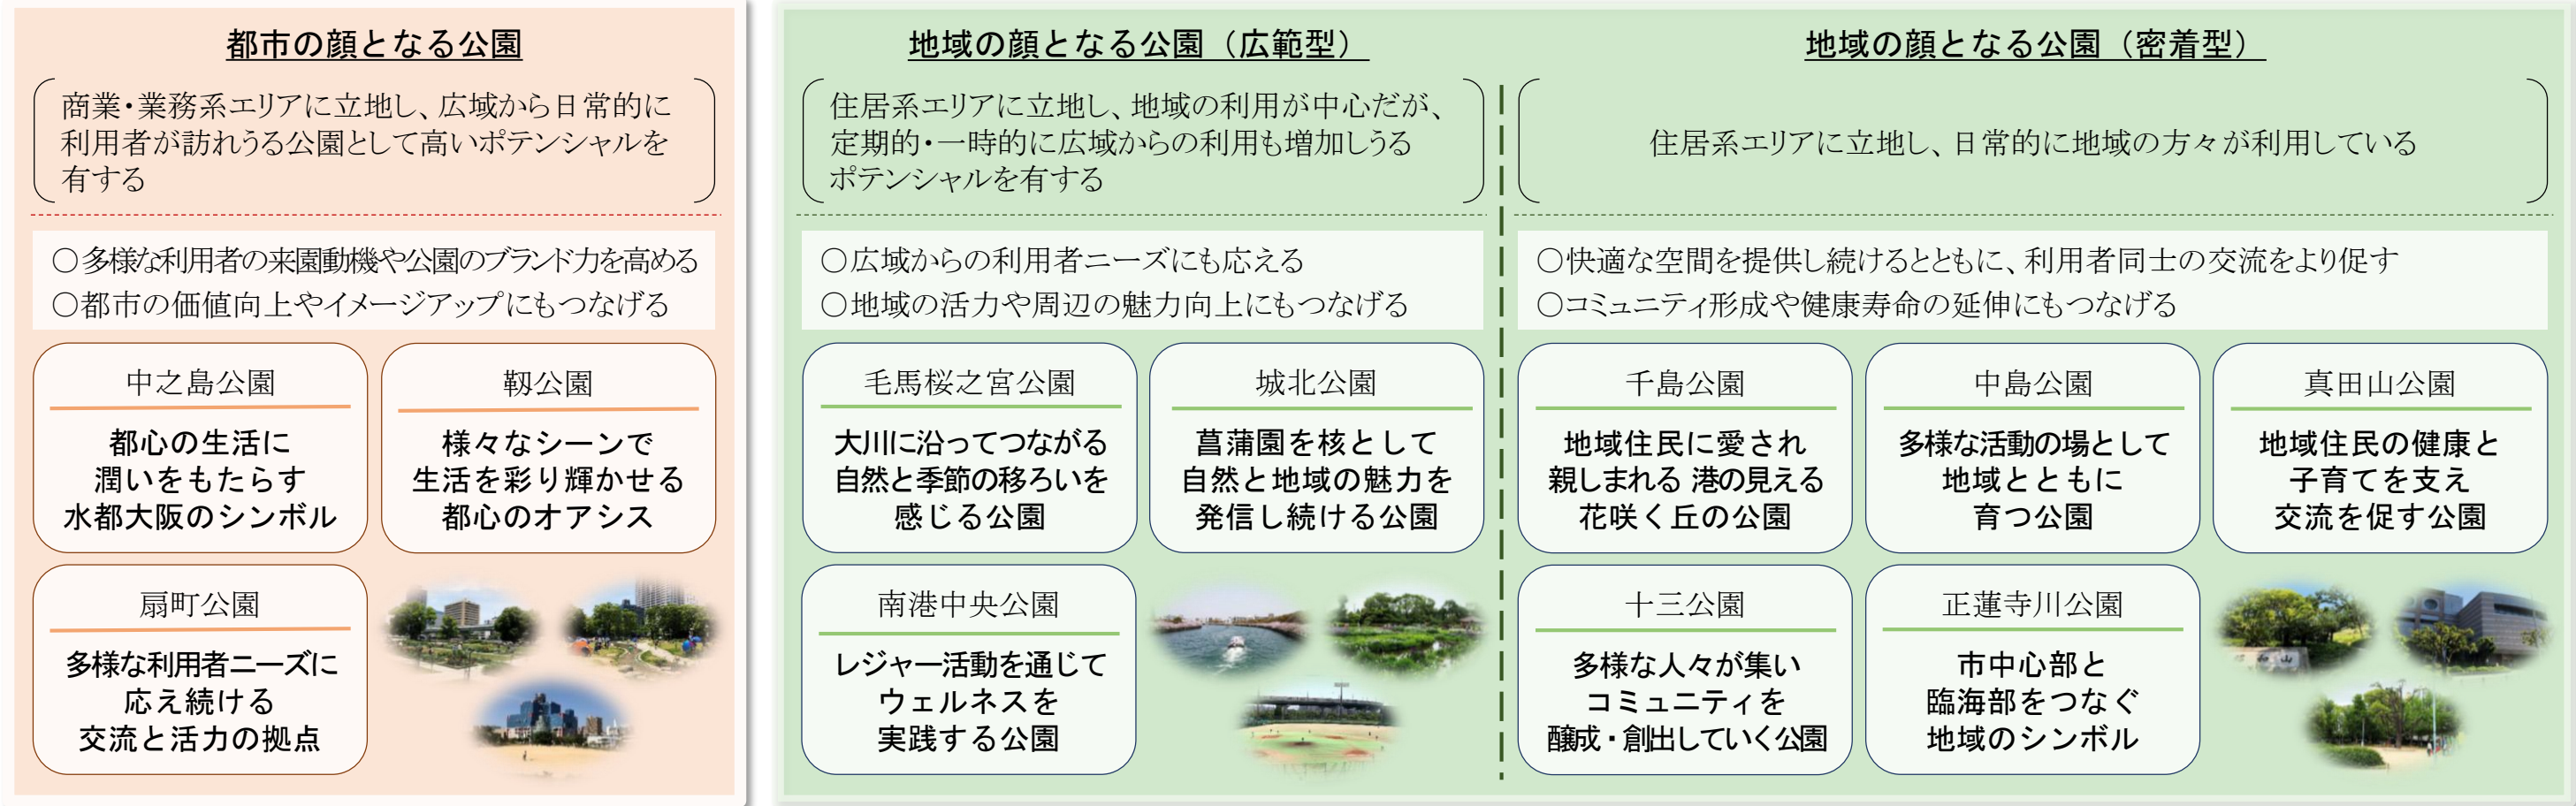 都市の顔となる公園
商業・業務系エリアに立地し、広域から日常的に
利用者が訪れうる公園として高いポテンシャルを
有する
○多様な利用者の来園動機や公園のブランド力を高める
○都市の価値向上やイメージアップにもつなげる
中之島公園
都心の生活に
潤いをもたらす
水都大阪のシンボル
靱公園
様々なシーンで
生活を彩り輝かせる
都心のオアシス
扇町公園
多様な利用者ニーズに
応え続ける
交流と活力の拠点
地域の顔となる公園（広範型）
住居系エリアに立地し、地域の利用が中心だが、
定期的・一時的に広域からの利用も増加しうる
ポテンシャルを有する
○広域からの利用者ニーズにも応える
○地域の活力や周辺の魅力向上にもつなげる
毛馬桜之宮公園
大川に沿ってつながる
自然と季節の移ろいを
感じる公園
城北公園
菖蒲園を核として
自然と地域の魅力を
発信し続ける公園
南港中央公園
レジャー活動を通じて
ウェルネスを
実践する公園
地域の顔となる公園（密着型）
住居系エリアに立地し、日常的に地域の方々が利用している
○快適な空間を提供し続けるとともに、利用者同士の交流をより促す
○コミュニティ形成や健康寿命の延伸にもつなげる
千島公園
地域住民に愛され
親しまれる 港の見える
花咲く丘の公園
中島公園
多様な活動の場として
地域とともに
育つ公園
真田山公園
地域住民の健康と
子育てを支え
交流を促す公園
十三公園
多様な人々が集い
コミュニティを
醸成・創出していく公園
正蓮寺川公園
市中心部と
臨海部をつなぐ
地域のシンボル